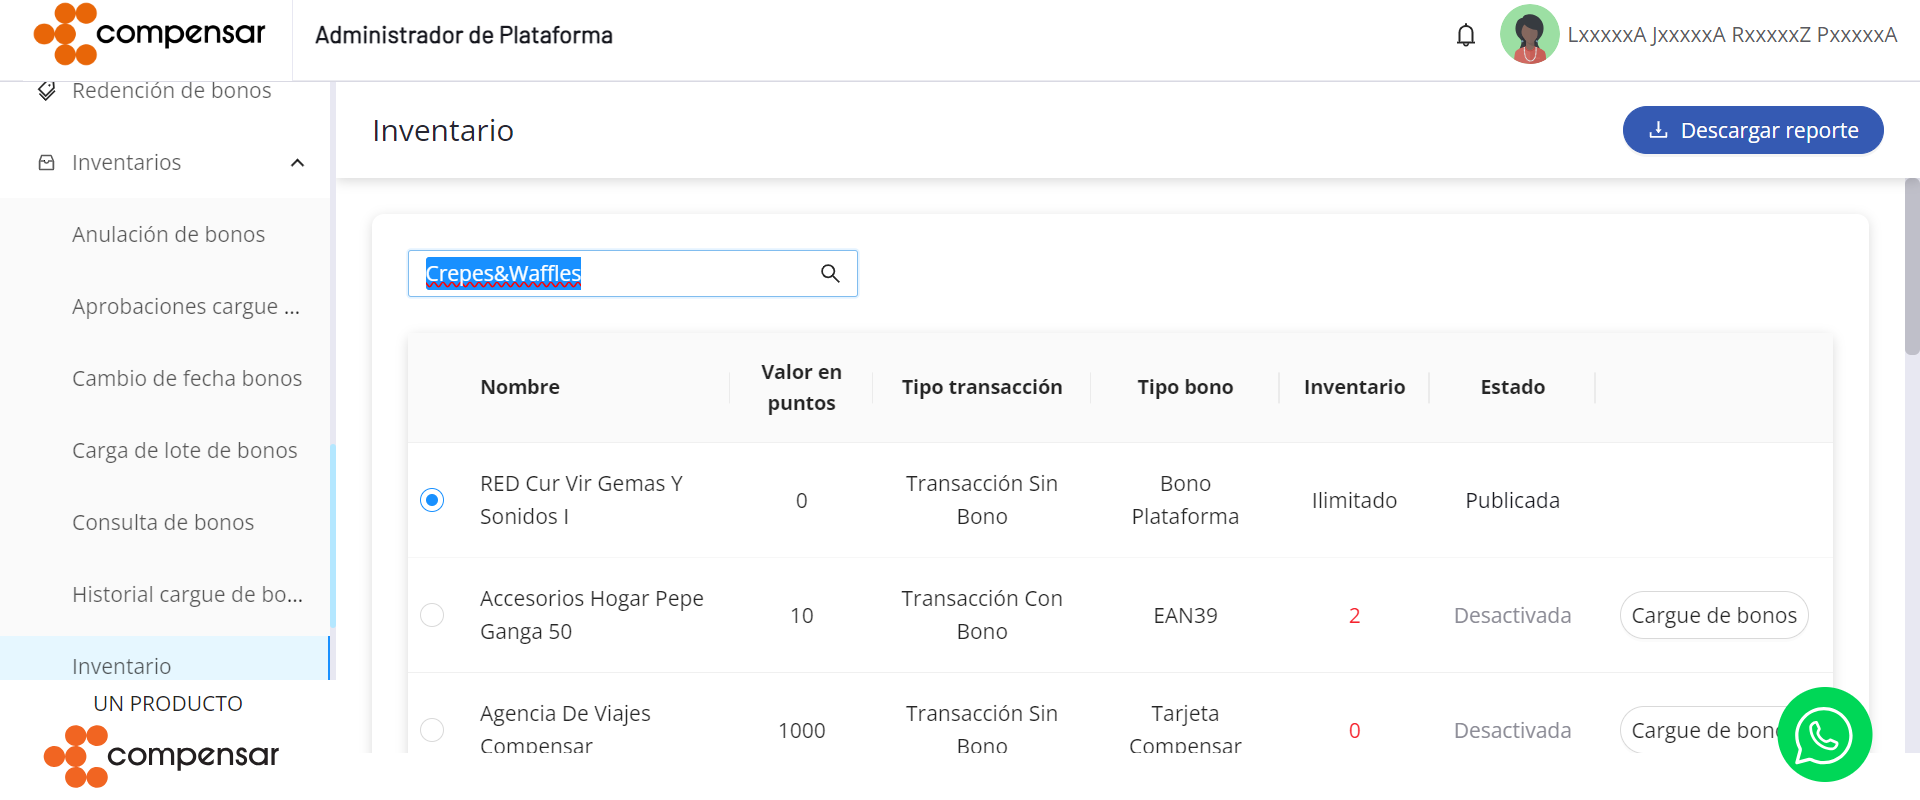 compensar
Administrador de Plataforma
LxxxxxA JxxxxxA RxxxxxZ PxxxxxA
Redención de bonos
Inventarios
Anulación de bonos
Aprobaciones cargue ...
Cambio de fecha bonos
Carga de lote de bonos
Consulta de bonos
Historial cargue de bo...
Inventario
UN PRODUCTO
compensar
Inventario
Descargar reporte
Crepes&Waffles
Nombre
Valor en
puntos
Tipo transacción
Tipo bono
Inventario
Estado
RED Cur Vir Gemas Y
Sonidos I
0
Transacción Sin
Bono
Bono
Plataforma
Ilimitado
Publicada
Accesorios Hogar Pepe
Ganga 50
10
Transacción Con
Bono
EAN39
2
Desactivada
Cargue de bonos
Agencia De Viajes
Compensar
1000
Transacción Sin
Bono
Tarjeta
Compensar
0
Desactivada
Cargue de bon